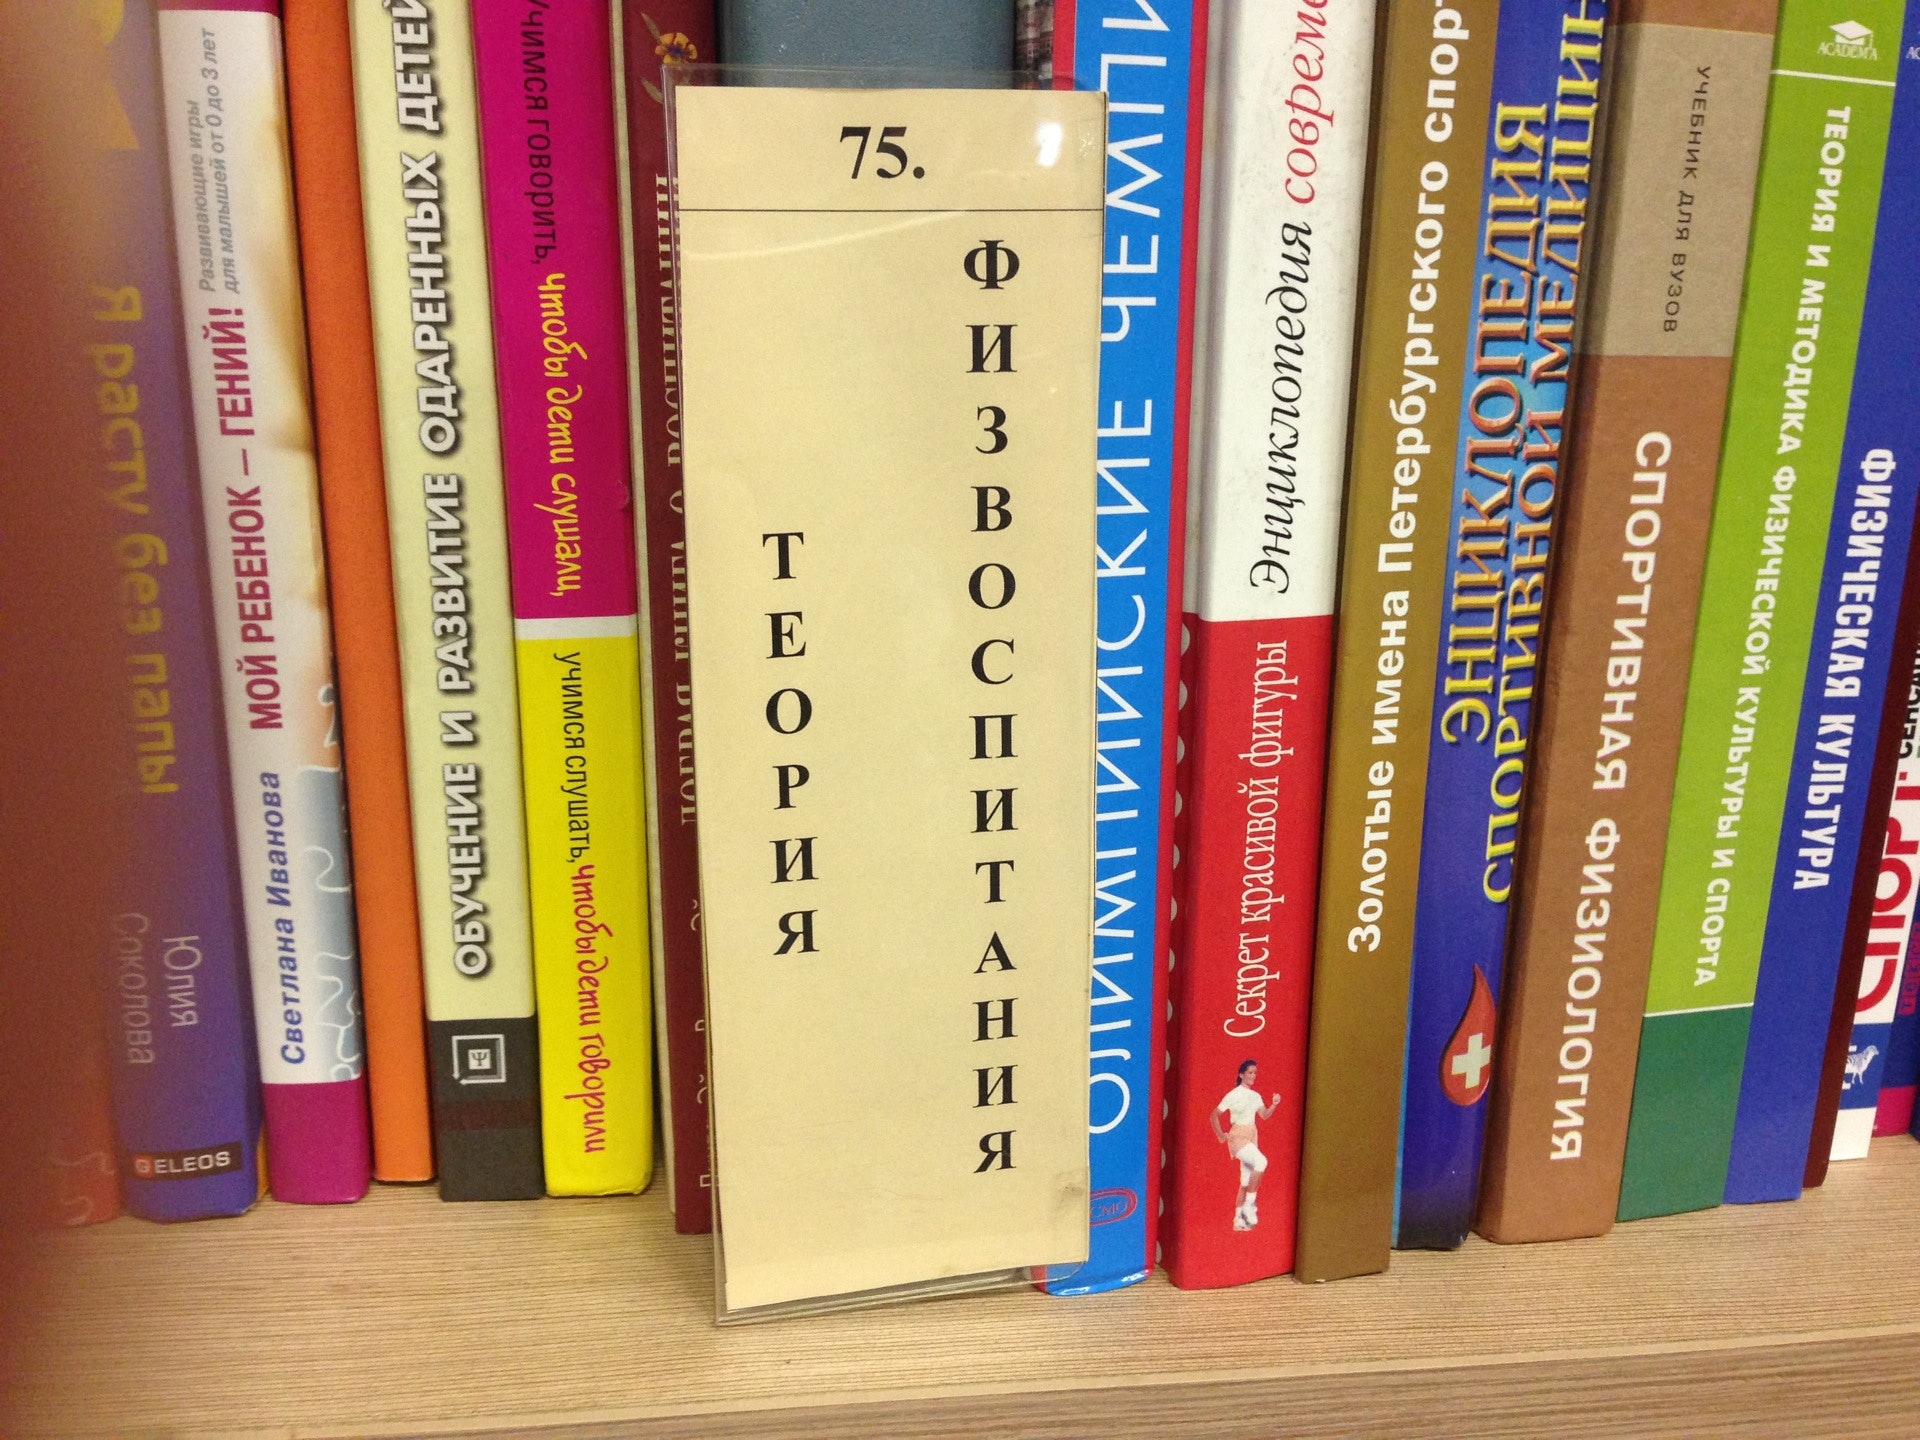 Я расту без папы
Юлия
Соколова
GELEOS
Развивающие игры
для малышей от 0 до 3 лет
МОЙ РЕБЕНОК – ГЕНИЙ!
Светлана Иванова
ОБУЧЕНИЕ И РАЗВИТИЕ ОДАРЕННЫХ ДЕТЕЙ
Учимся говорить,
чтобы дети слушали,
учимся слушать,
чтобы дети говорили
75.
ТЕОРИЯ
ФИЗВОСПИТАНИЯ
ОЛИМПИЙСКИЕ ЧЕМПИ
Энциклопедия совреме
Секрет красивой фигуры
Золотые имена Петербургского спор
ЭНЦИКЛОПЕДИЯ
СПОРТИВНОЙ МЕДИЦИН
УЧЕБНИК ДЛЯ ВУЗОВ
СПОРТИВНАЯ ФИЗИОЛОГИЯ
ACADEMA
ТЕОРИЯ И МЕТОДИКА ФИЗИЧЕСКОЙ КУЛЬТУРЫ И СПОРТА
ФИЗИЧЕСКАЯ КУЛЬТУРА